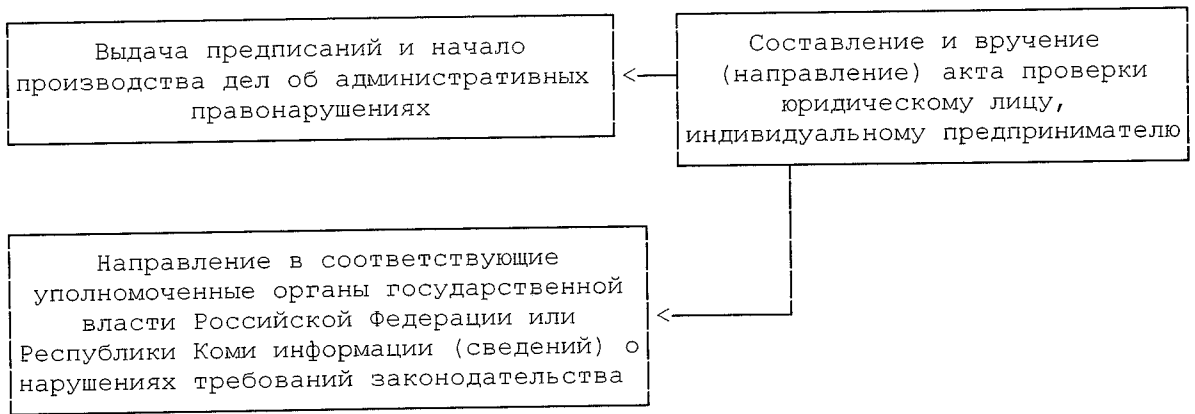 Выдача предписаний и начало
производства дел об административных
правонарушениях
Составление и вручение
(направление) акта проверки
юридическому лицу,
индивидуальному предпринимателю
Направление в соответствующие
уполномоченные органы государственной
власти Российской Федерации или
Республики Коми информации (сведений) о
нарушениях требований законодательства